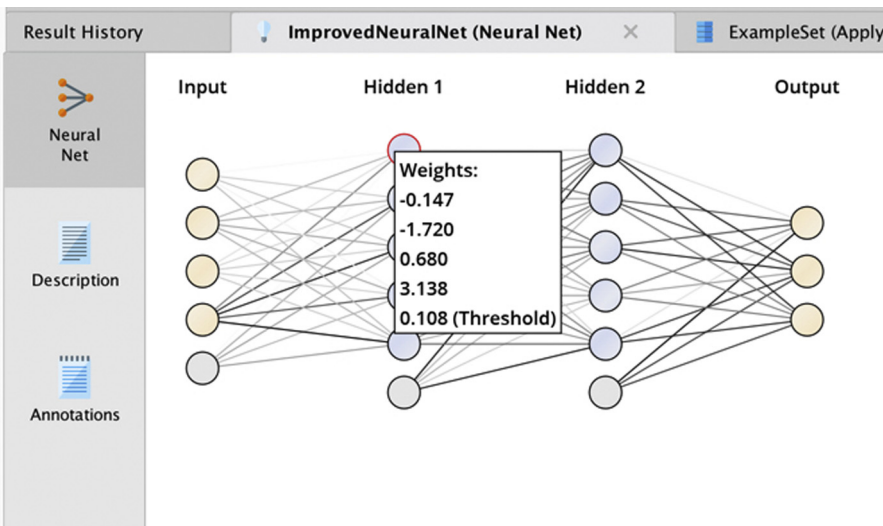 Result History
ImprovedNeuralNet (Neural Net)
ExampleSet (Apply
Neural
Net
Description
Annotations
Input
Hidden 1
Hidden 2
Output
Weights:
-0.147
-1.720
0.680
3.138
0.108 (Threshold)